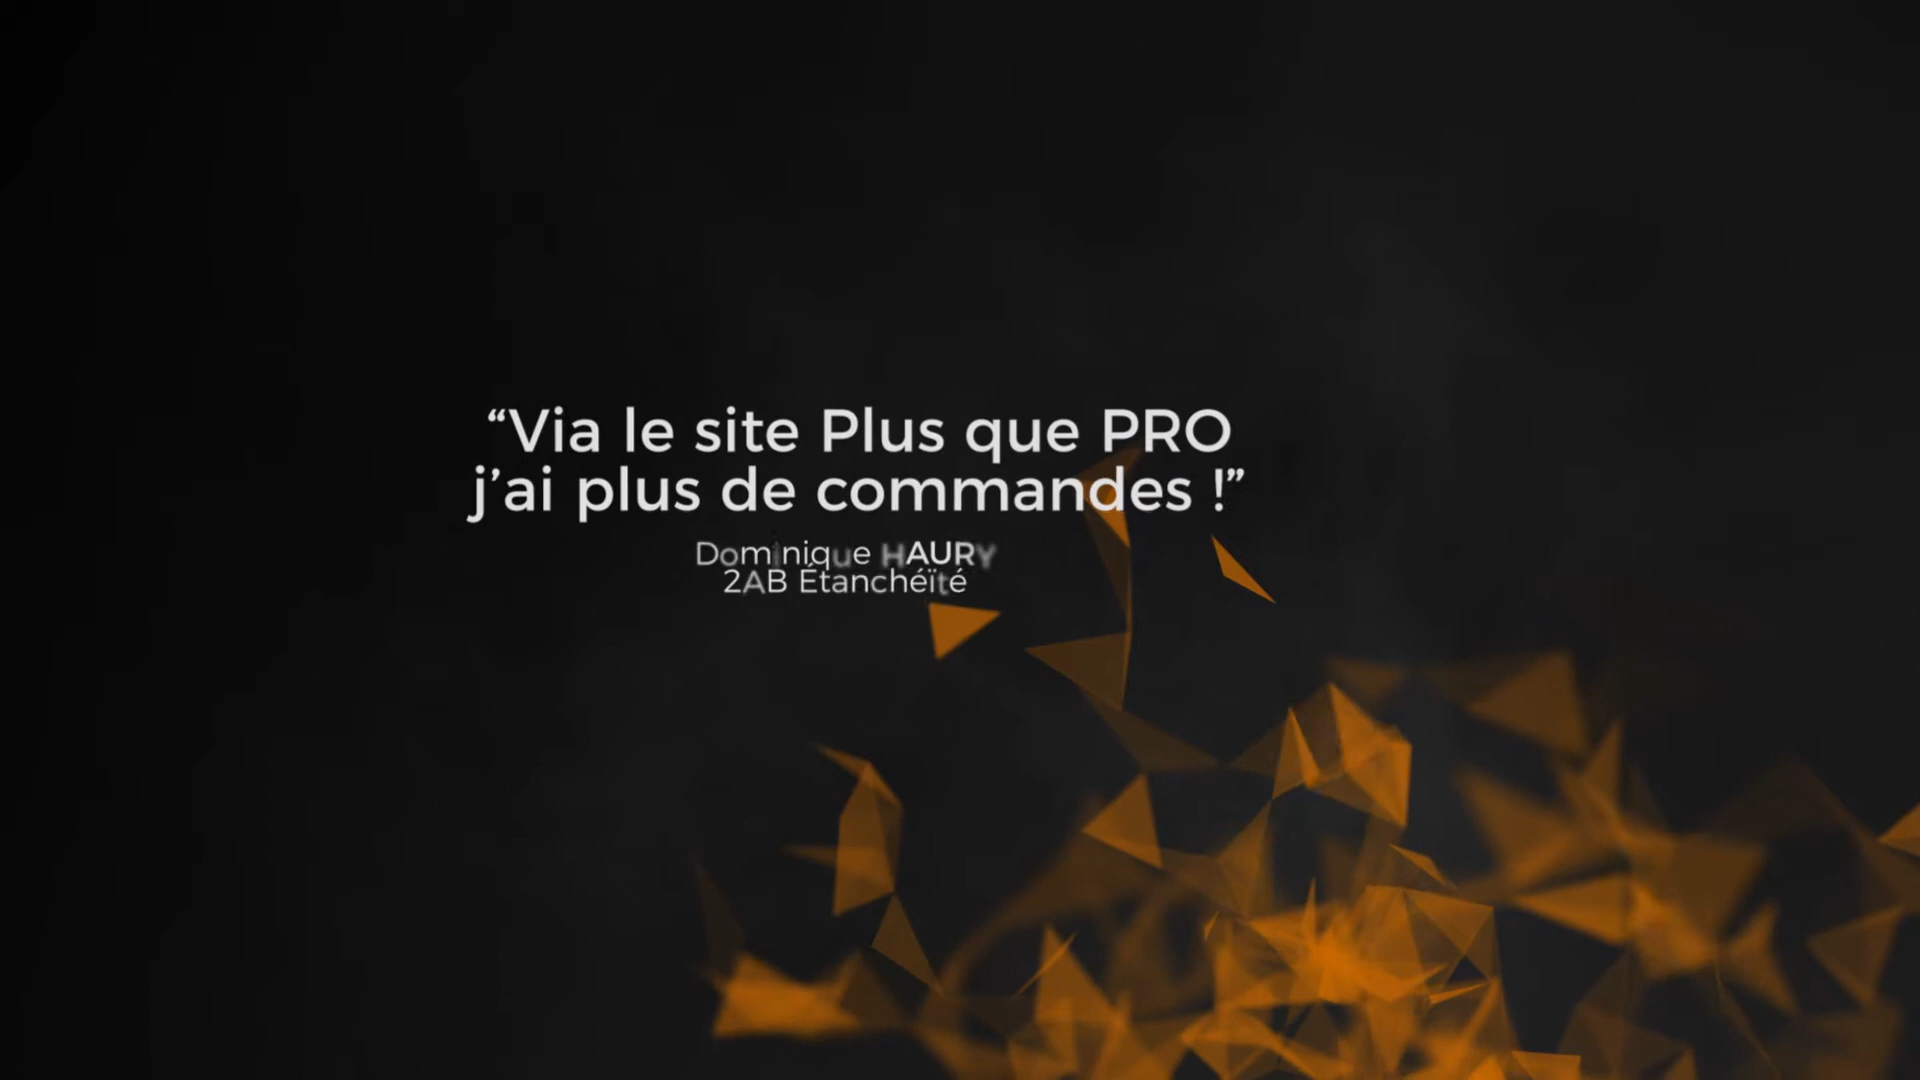 “Via le site Plus que PRO
j’ai plus de commandes !”
Dominique HAURY
2AB Étanchéïté